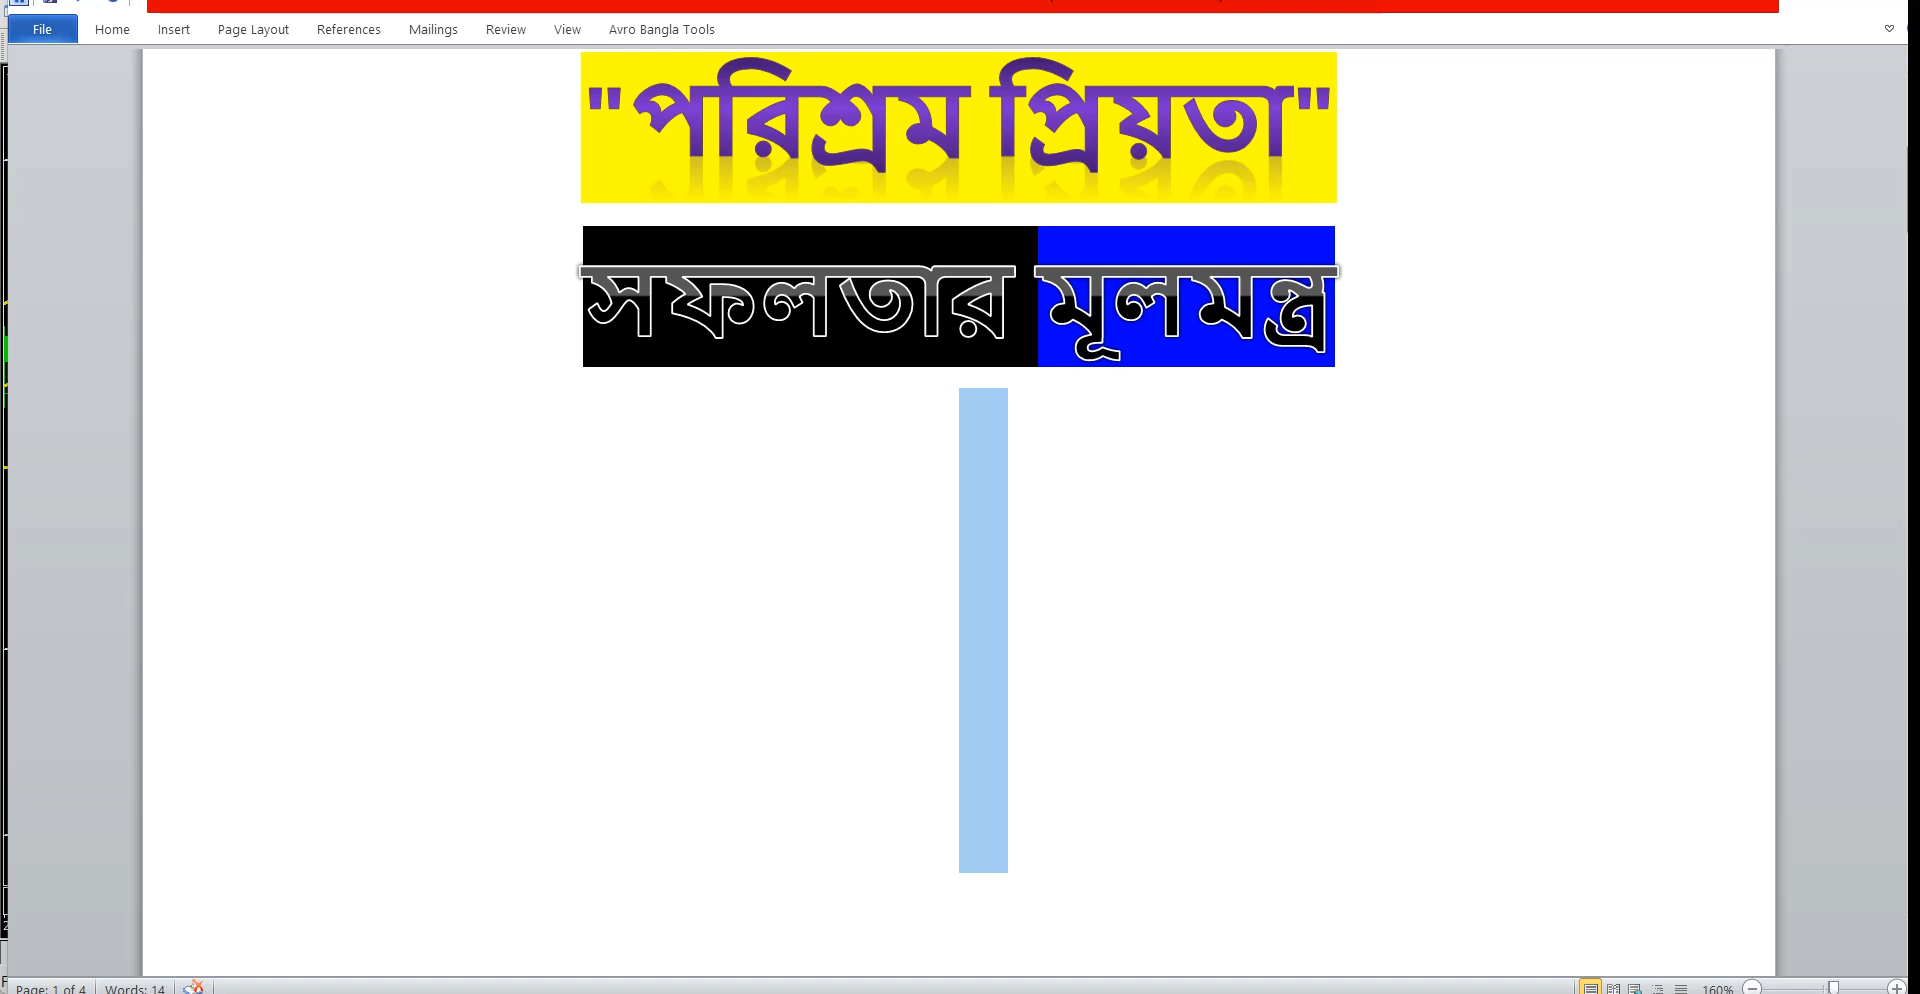 File Home Insert Page Layout References Mailings Review View Avro Bangla Tools
"পরিশ্রম প্রিয়তা"
সফলতার মূলমন্ত্র
Page: 1 of 4 Words: 14 160%